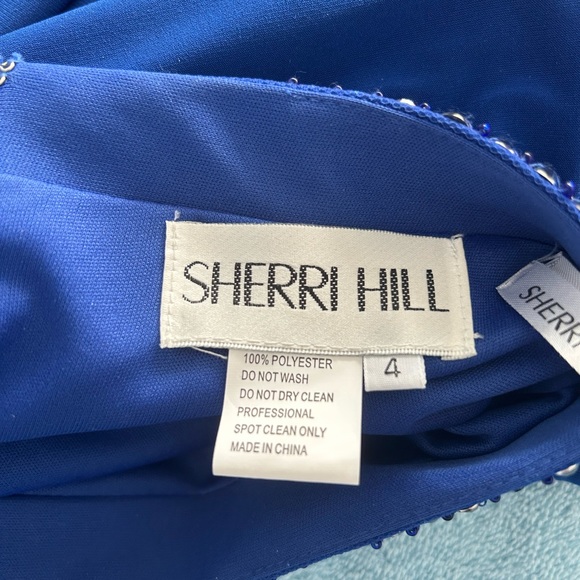 SHERRI HILL
100% POLYESTER
DO NOT WASH
DO NOT DRY CLEAN
PROFESSIONAL
SPOT CLEAN ONLY
MADE IN CHINA
4
SHERRI